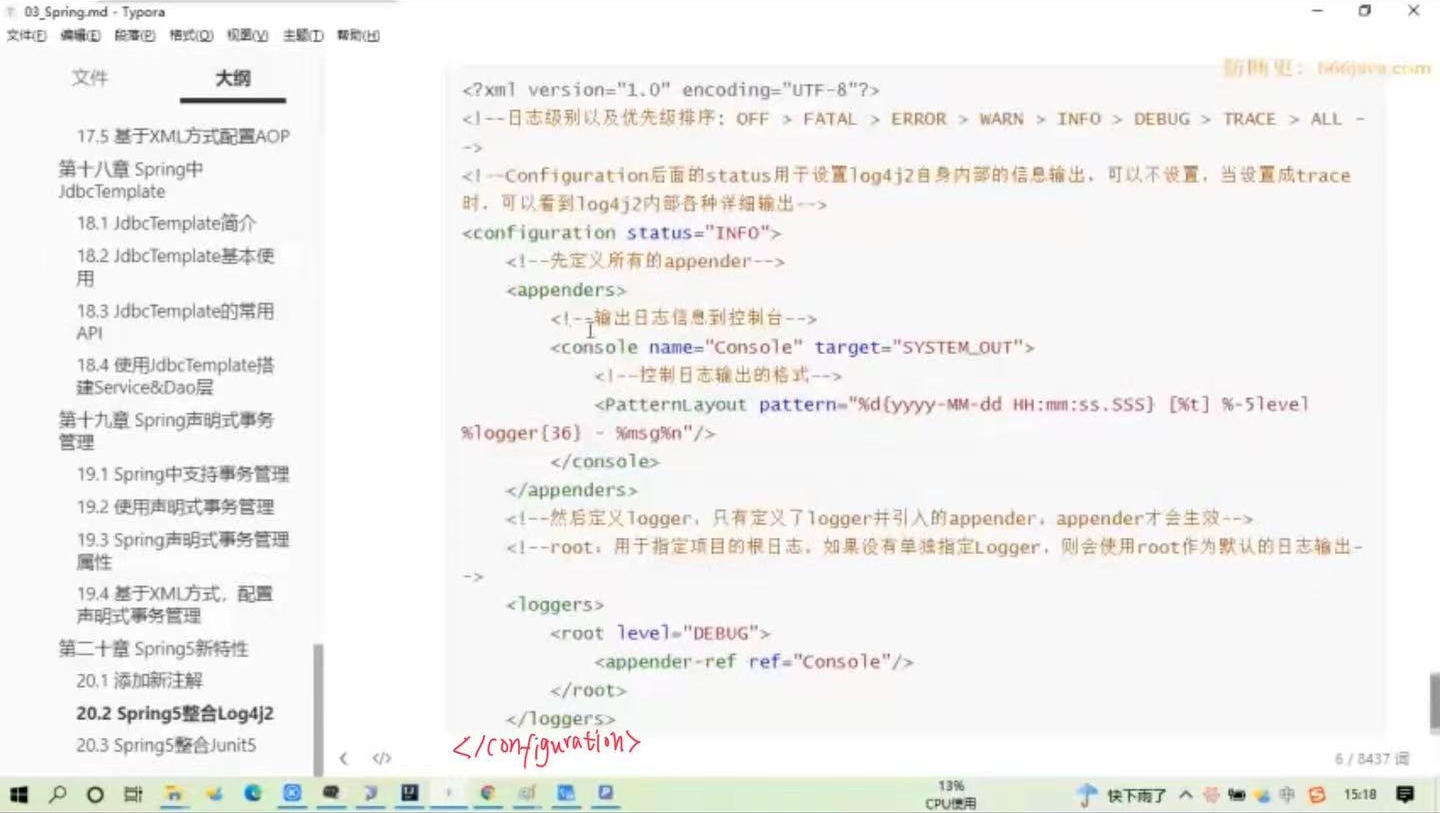 03_Spring.md - Typora
文件(F) 编辑(E) 段落(P) 格式(O) 视图(V) 主题(T) 帮助(H)
文件 大纲
17.5 基于XML方式配置AOP
第十八章 Spring中
JdbcTemplate
18.1 JdbcTemplate简介
18.2 JdbcTemplate基本使
用
18.3 JdbcTemplate的常用
API
18.4 使用JdbcTemplate搭
建Service&Dao层
第十九章 Spring声明式事务
管理
19.1 Spring中支持事务管理
19.2 使用声明式事务管理
19.3 Spring声明式事务管理
属性
19.4 基于XML方式，配置
声明式事务管理
第二十章 Spring5新特性
20.1 添加新注解
20.2 Spring5整合Log4j2
20.3 Spring5整合Junit5
<?xml version="1.0" encoding="UTF-8"?>
<!--日志级别以及优先级排序: OFF > FATAL > ERROR > WARN > INFO > DEBUG > TRACE > ALL -
->
<!--Configuration后面的status用于设置log4j2自身内部的信息输出，可以不设置，当设置成trace
时，可以看到log4j2内部各种详细输出-->
<configuration status="INFO">
<!--先定义所有的appender-->
<appenders>
<!--输出日志信息到控制台-->
<console name="Console" target="SYSTEM_OUT">
<!--控制日志输出的格式-->
<PatternLayout pattern="%d{yyyy-MM-dd HH:mm:ss.SSS} [%t] %-5level
%logger{36} - %msg%n"/>
</console>
</appenders>
<!--然后定义logger，只有定义了logger并引入的appender，appender才会生效-->
<!--root：用于指定项目的根日志，如果没有单独指定Logger，则会使用root作为默认的日志输出-
->
<loggers>
<root level="DEBUG">
<appender-ref ref="Console"/>
</root>
</loggers>
</configuration>
6 / 8437 词
13%
CPU使用
快下雨了
中
15:18